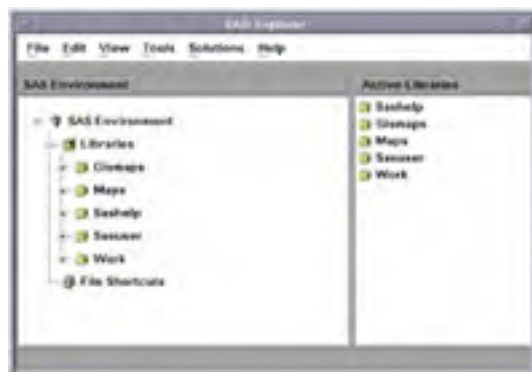 SAS Explorer
File Edit View Tools Solutions Help
SAS Environment
SAS Environment
Libraries
Gismaps
Maps
Sashelp
Sasuser
Work
File Shortcuts
Active Libraries
Sashelp
Gismaps
Maps
Sasuser
Work